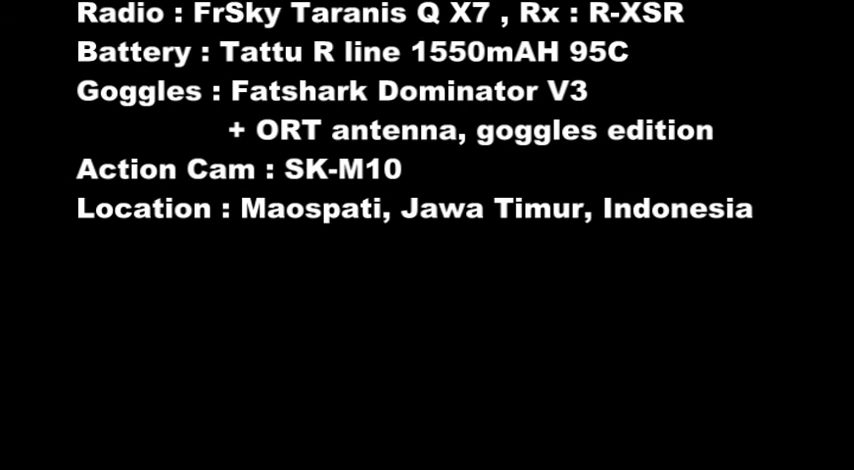 Radio : FrSky Taranis Q X7 , Rx : R-XSR
Battery : Tattu R line 1550mAH 95C
Goggles : Fatshark Dominator V3
+ ORT antenna, goggles edition
Action Cam : SK-M10
Location : Maospati, Jawa Timur, Indonesia